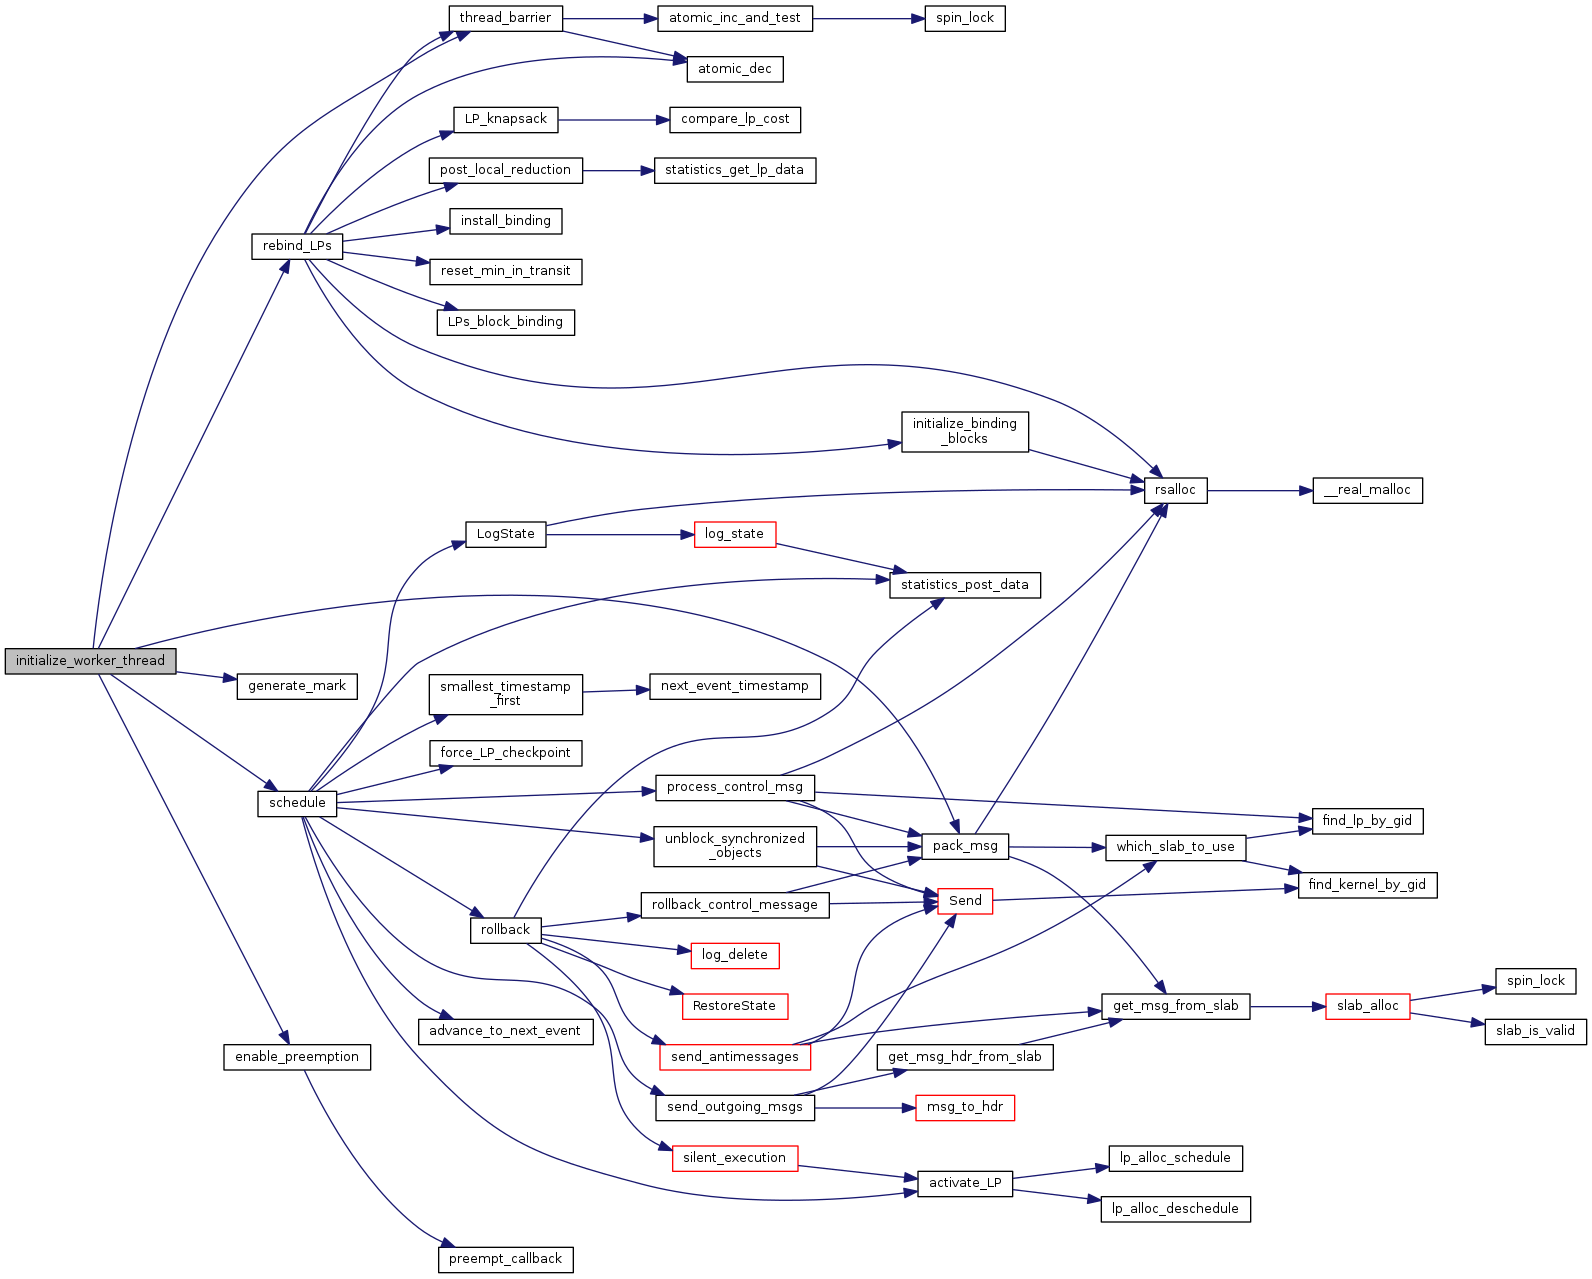 thread_barrier
atomic_inc_and_test
spin_lock
atomic_dec
LP_knapsack
compare_lp_cost
post_local_reduction
statistics_get_lp_data
install_binding
rebind_LPs
reset_min_in_transit
LPs_block_binding
initialize_binding
_blocks
rsalloc
__real_malloc
LogState
log_state
statistics_post_data
initialize_worker_thread
generate_mark
smallest_timestamp
_first
next_event_timestamp
force_LP_checkpoint
schedule
process_control_msg
find_lp_by_gid
unblock_synchronized
_objects
pack_msg
which_slab_to_use
find_kernel_by_gid
rollback_control_message
Send
rollback
log_delete
RestoreState
get_msg_from_slab
slab_alloc
spin_lock
slab_is_valid
advance_to_next_event
enable_preemption
send_antimessages
get_msg_hdr_from_slab
send_outgoing_msgs
msg_to_hdr
silent_execution
activate_LP
lp_alloc_schedule
lp_alloc_deschedule
preempt_callback